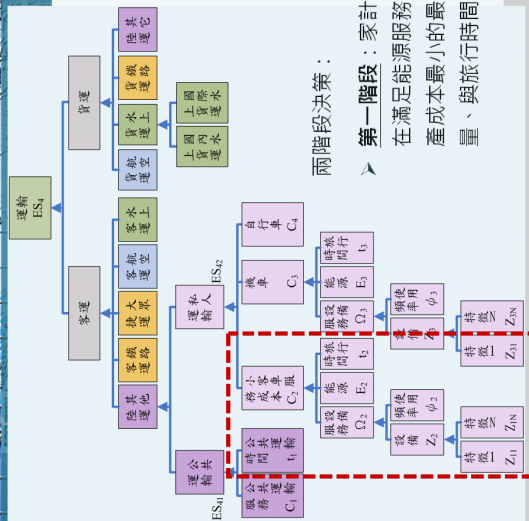 運輸
ES4
客運
貨運
其他陸運
鐵路客運
大眾捷運
航空客運
水上客運
航空貨運
水上貨運
鐵路貨運
其它陸運
國內水上貨運
國際水上貨運
ES41
公共運輸
私人運輸
ES42
公共運輸服務
C1
公共運輸時間
t1
小客車服務成本
C2
機車
C3
自行車
C4
設備服務
Ω2
能源
E2
旅行時間
t2
設備服務
Ω3
能源
E3
旅行時間
t3
設備
Z2
使用頻率
ϕ2
設備
Z3
使用頻率
ϕ3
特徵1
Z11
特徵N
Z1N
特徵1
Z31
特徵N
Z3N
兩階段決策：
➢ 第一階段：家計
在滿足能源服務
產成本最小的最
量、與旅行時間